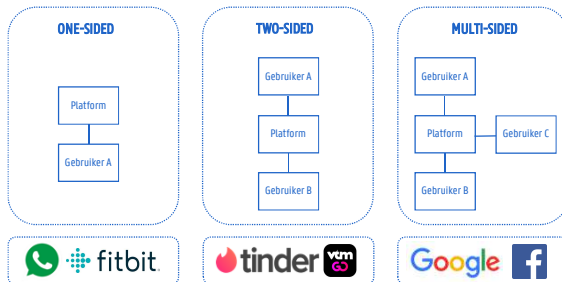 ONE-SIDED
TWO-SIDED
MULTI-SIDED
Platform
Gebruiker A
Gebruiker A
Platform
Gebruiker B
Gebruiker A
Platform
Gebruiker C
Gebruiker B
fitbit.
tinder
vtm
GO
Google
f